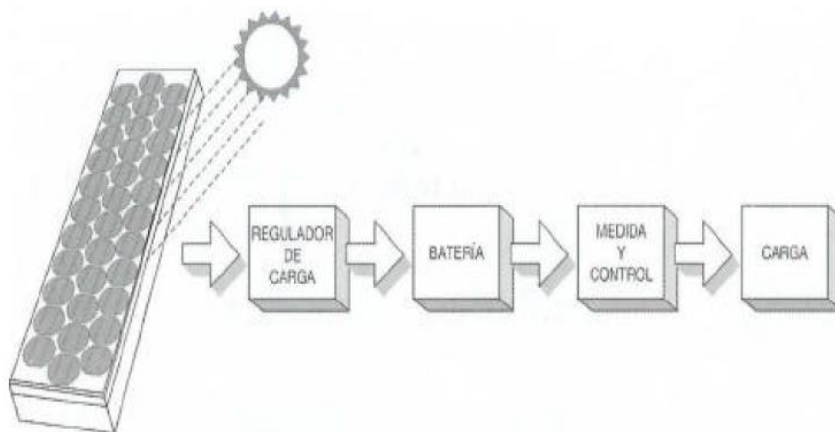 REGULADOR
DE
CARGA
BATERÍA
MEDIDA
Y
CONTROL
CARGA